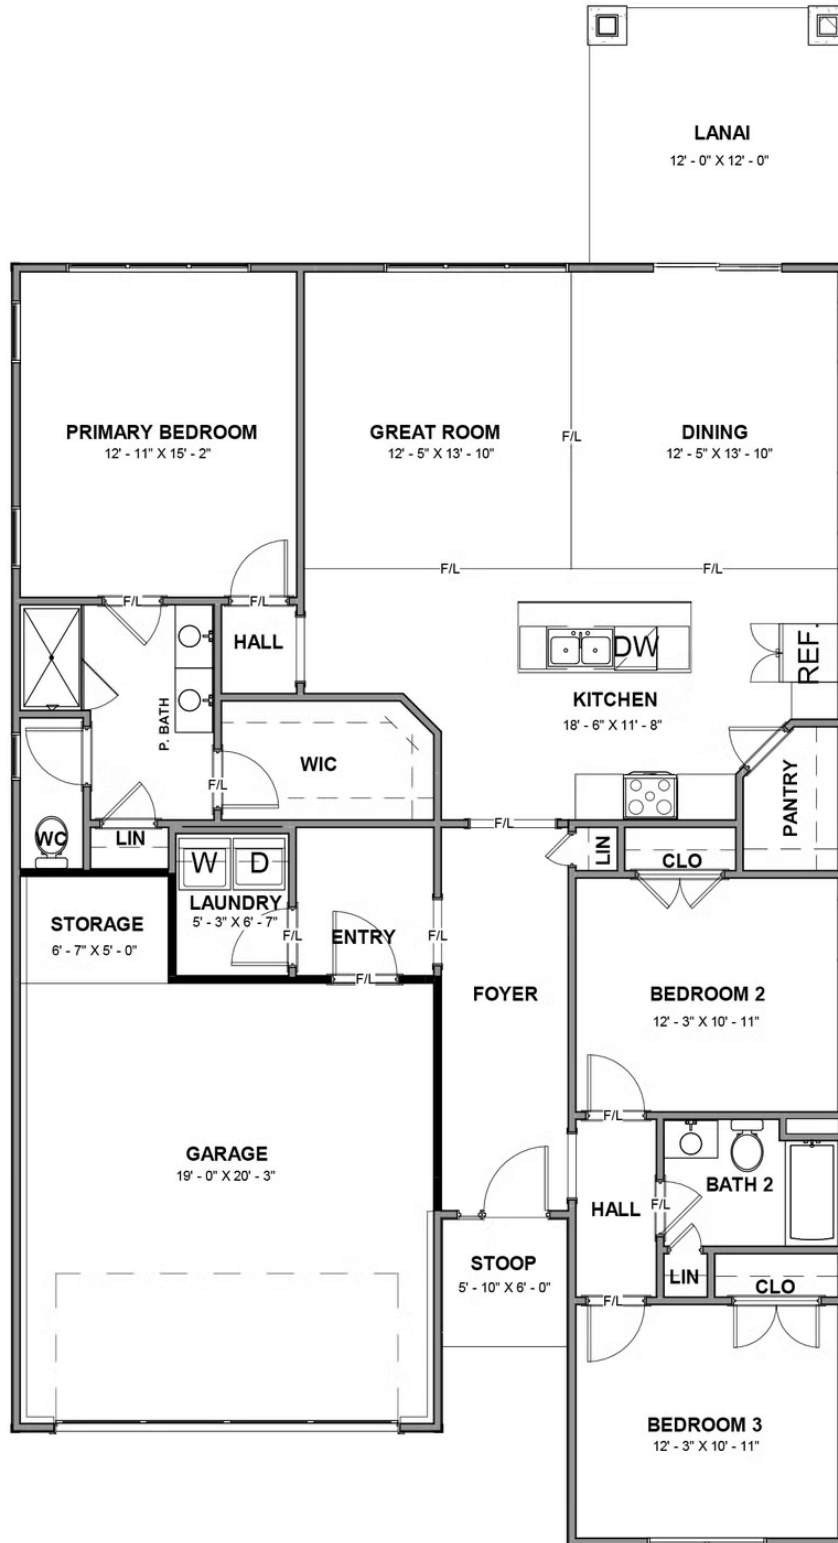 LANAI
12' - 0" X 12' - 0"
PRIMARY BEDROOM
12' - 11" X 15' - 2"
GREAT ROOM
12' - 5" X 13' - 10"
F/L
DINING
12' - 5" X 13' - 10"
F/L
F/L
F/L
F/L
HALL
DW
REF.
P. BATH
KITCHEN
18' - 6" X 11' - 8"
WIC
F/L
PANTRY
WC
LIN
F/L
LIN
CLO
W
D
LAUNDRY
5' - 3" X 6' - 7"
STORAGE
6' - 7" X 5' - 0"
F/L
ENTRY
F/L
F/L
FOYER
BEDROOM 2
12' - 3" X 10' - 11"
F/L
GARAGE
19' - 0" X 20' - 3"
BATH 2
HALL
F/L
STOOP
5' - 10" X 6' - 0"
LIN
CLO
F/L
BEDROOM 3
12' - 3" X 10' - 11"